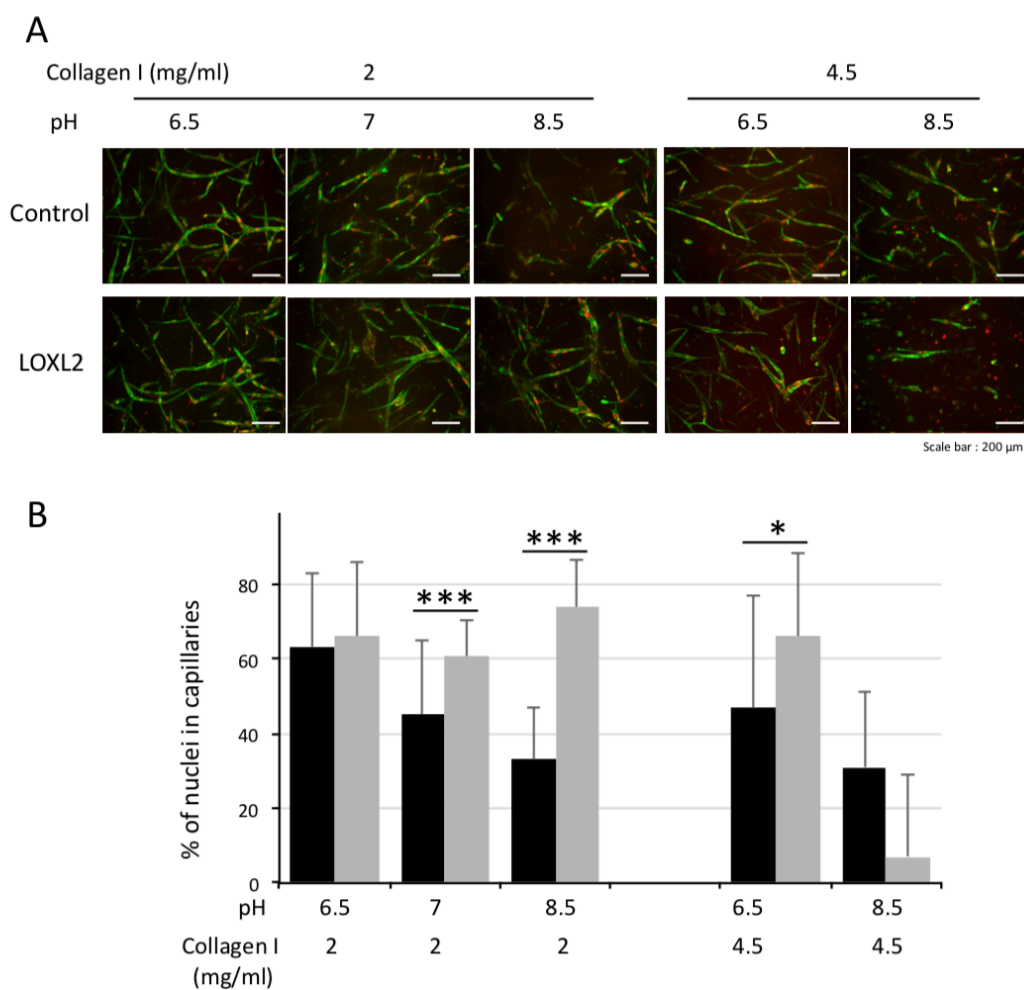 A
Collagen I (mg/ml) 2 4.5
pH 6.5 7 8.5 6.5 8.5
Control
LOXL2
Scale bar : 200 µm
B
% of nuclei in capillaries
***
***
*
80
60
40
20
0
pH 6.5 7 8.5 6.5 8.5
Collagen I 2 2 2 4.5 4.5
(mg/ml)